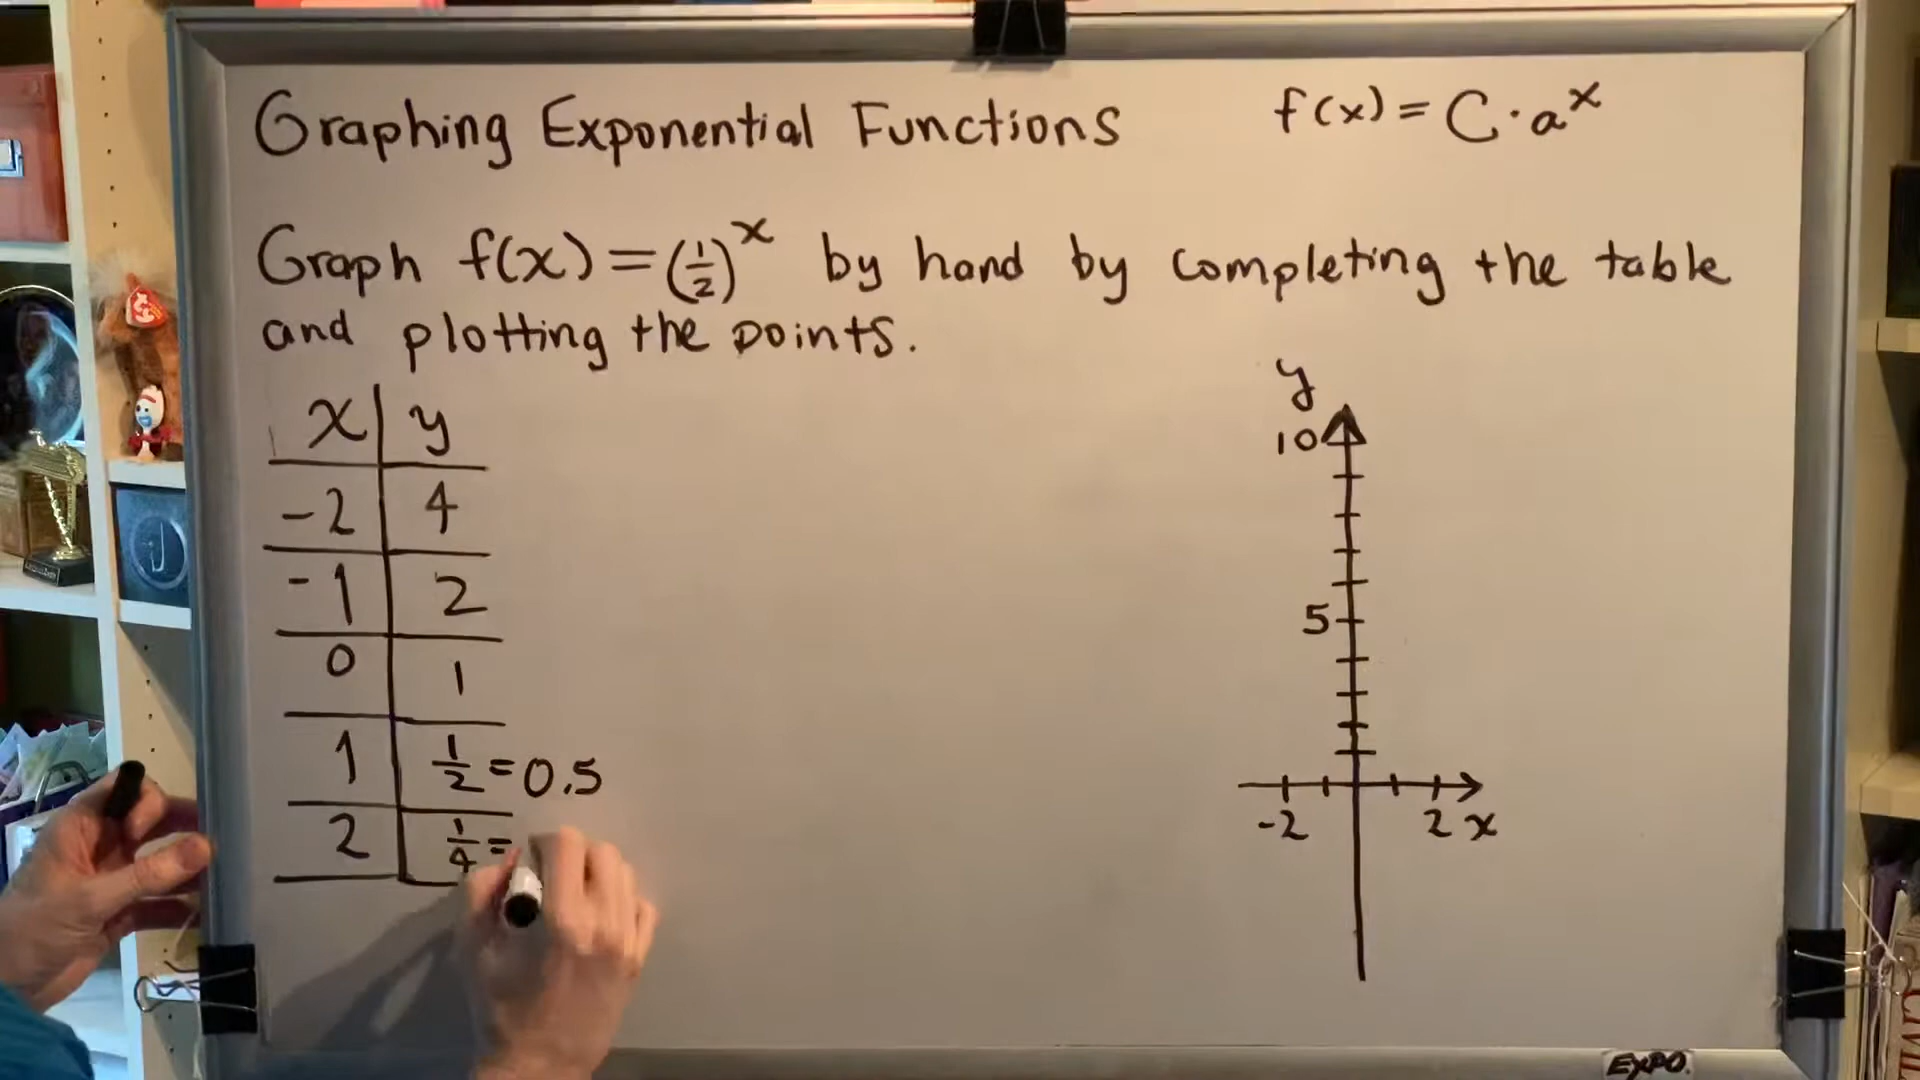 Graphing Exponential Functions
f(x) = C · a^x
Graph f(x) = (1/2)^x by hand by completing the table
and plotting the points.
x y
-2 4
-1 2
0 1
1 1/2 = 0.5
2 1/4 =
y
10
5
-2 2 x
EXPO.